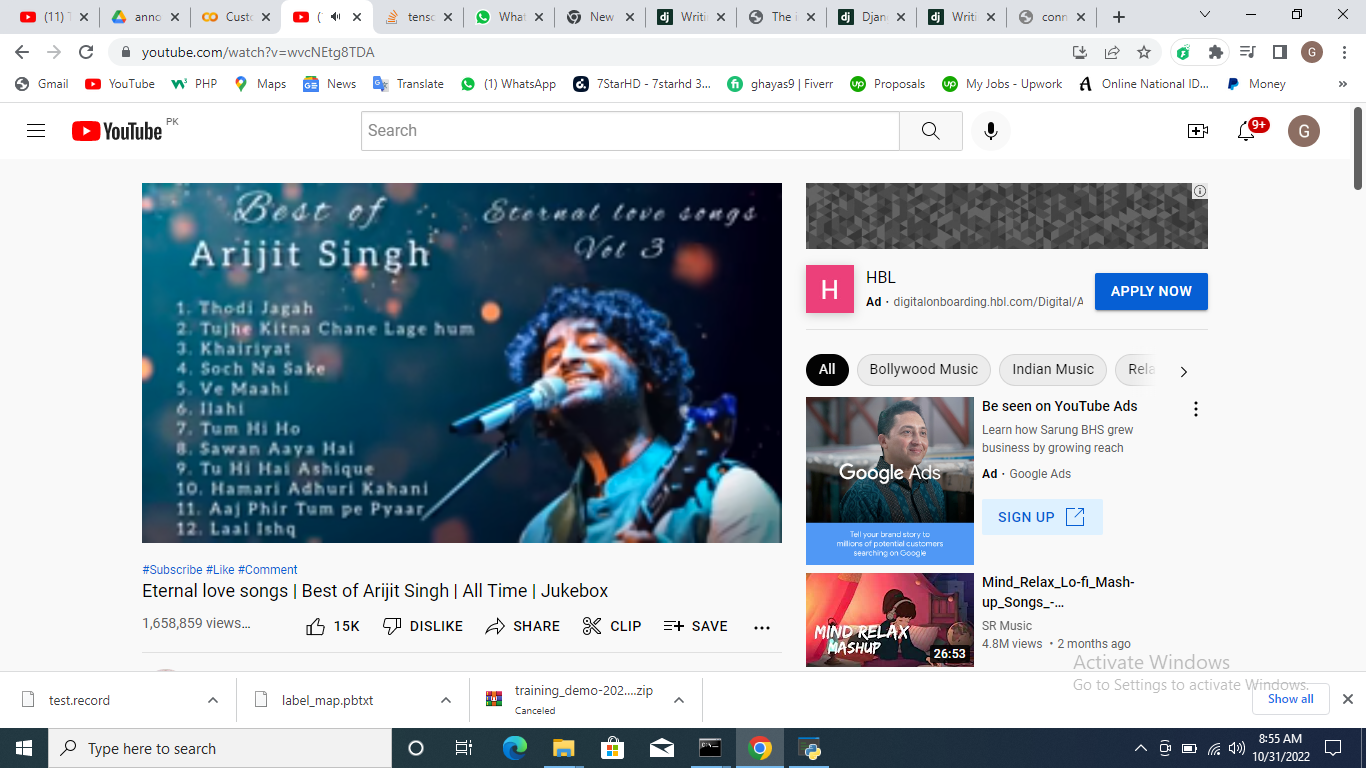 (11) T
anno
Custo
(
tensc
What
New
Writi
The i
Djan
Writi
conn
youtube.com/watch?v=wvcNEtg8TDA
G
Gmail
YouTube
PHP
Maps
News
Translate
(1) WhatsApp
7StarHD - 7starhd 3...
ghayas9 | Fiverr
Proposals
My Jobs - Upwork
Online National ID...
Money
»
YouTube PK
Search
9+
G
Best of
Arijit Singh
Eternal love songs
Vol 3
1. Thodi Jagah
2. Tujhe Kitna Chane Lage hum
3. Khairiyat
4. Soch Na Sake
5. Ve Maahi
6. Ilahi
7. Tum Hi Ho
8. Sawan Aaya Hai
9. Tu Hi Hai Ashique
10. Hamari Adhuri Kahani
11. Aaj Phir Tum pe Pyaar
12. Laal Ishq
#Subscribe #Like #Comment
Eternal love songs | Best of Arijit Singh | All Time | Jukebox
1,658,859 views...
15K
DISLIKE
SHARE
CLIP
SAVE
H
HBL
Ad · digitalonboarding.hbl.com/Digital/A
APPLY NOW
All
Bollywood Music
Indian Music
Rela
Google Ads
Tell your brand story to
millions of potential customers
searching on Google
Be seen on YouTube Ads
Learn how Sarung BHS grew
business by growing reach
Ad · Google Ads
SIGN UP
MIND RELAX
MASHUP
26:53
Mind_Relax_Lo-fi_Mash-
up_Songs_-...
SR Music
4.8M views • 2 months ago
Activate Windows
Go to Settings to activate Windows.
test.record
label_map.pbtxt
training_demo-202....zip
Canceled
Show all
Type here to search
8:55 AM
10/31/2022